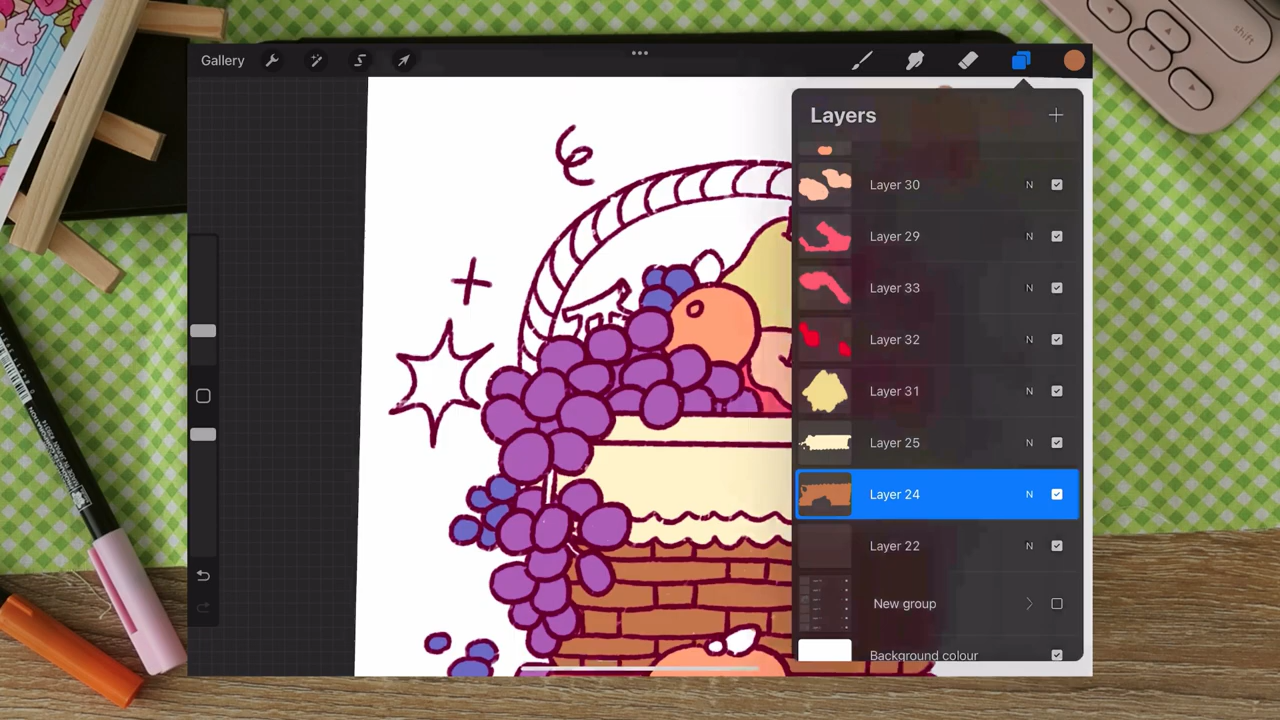 Gallery
Layers
Layer 30 N
Layer 29 N
Layer 33 N
Layer 32 N
Layer 31 N
Layer 25 N
Layer 24 N
Layer 22 N
New group
Background colour
shift